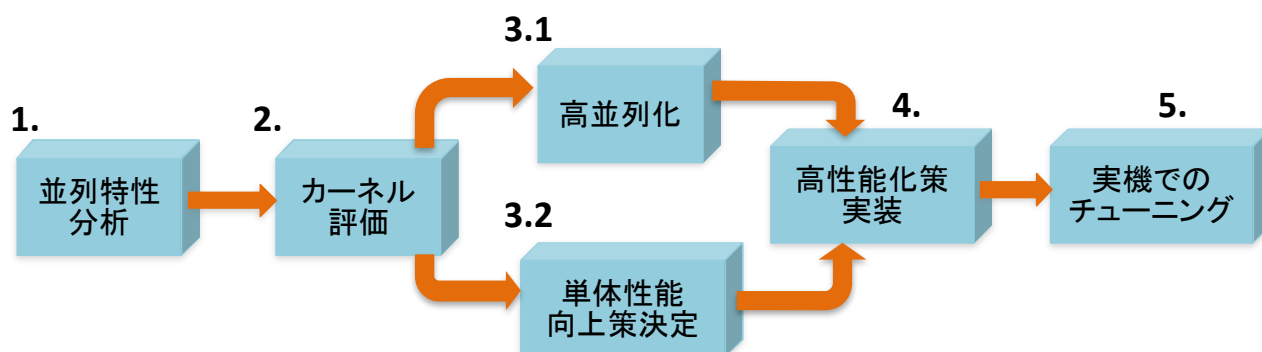 1.
並列特性
分析
2.
カーネル
評価
3.1
高並列化
3.2
単体性能
向上策決定
4.
高性能化策
実装
5.
実機での
チューニング